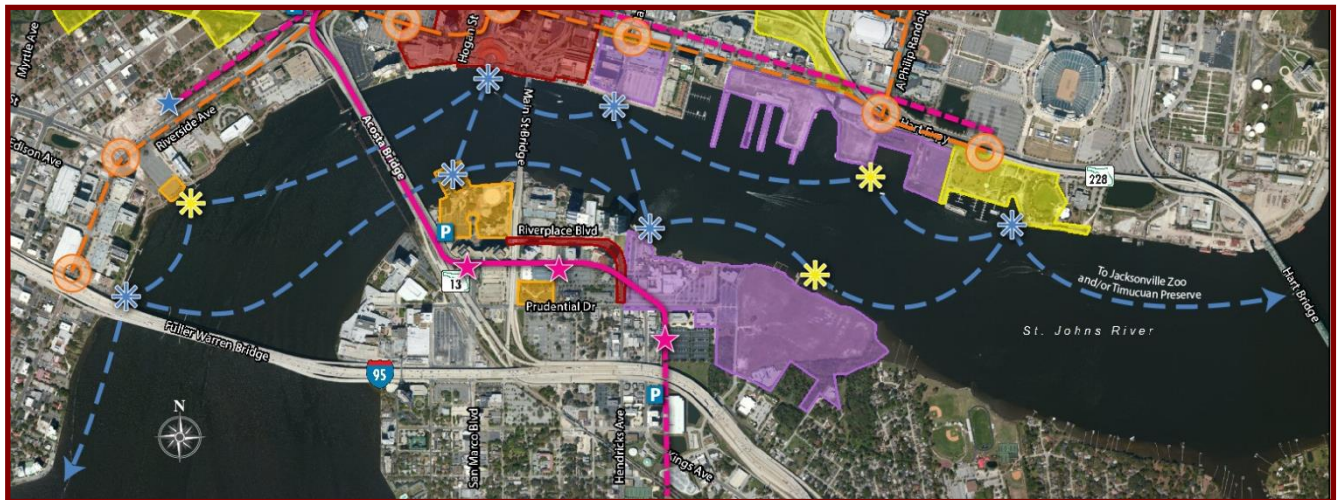 Myrtle Ave
Hogan St
A Philip Randolph
Riverside Ave
Edison Ave
Acosta Bridge
Main St Bridge
Hart Expy
228
P
Riverplace Blvd
13
Prudential Dr
To Jacksonville Zoo
and/or Timucuan Preserve
Hart Bridge
St. Johns River
Fuller Warren Bridge
95
P
N
San Marco Blvd
Hendricks Ave
Kings Ave